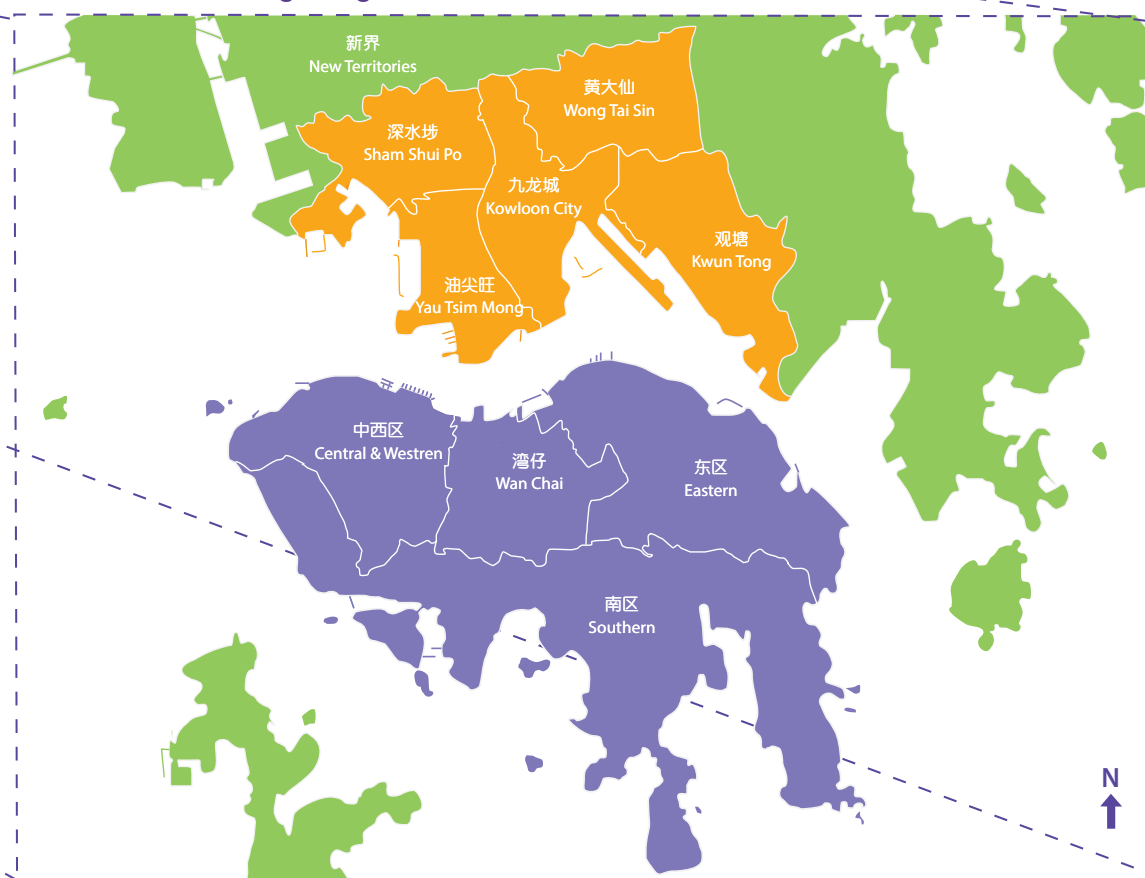 新界
New Territories
黄大仙
Wong Tai Sin
深水埗
Sham Shui Po
九龙城
Kowloon City
观塘
Kwun Tong
油尖旺
Yau Tsim Mong
中西区
Central & Westren
湾仔
Wan Chai
东区
Eastern
南区
Southern
N